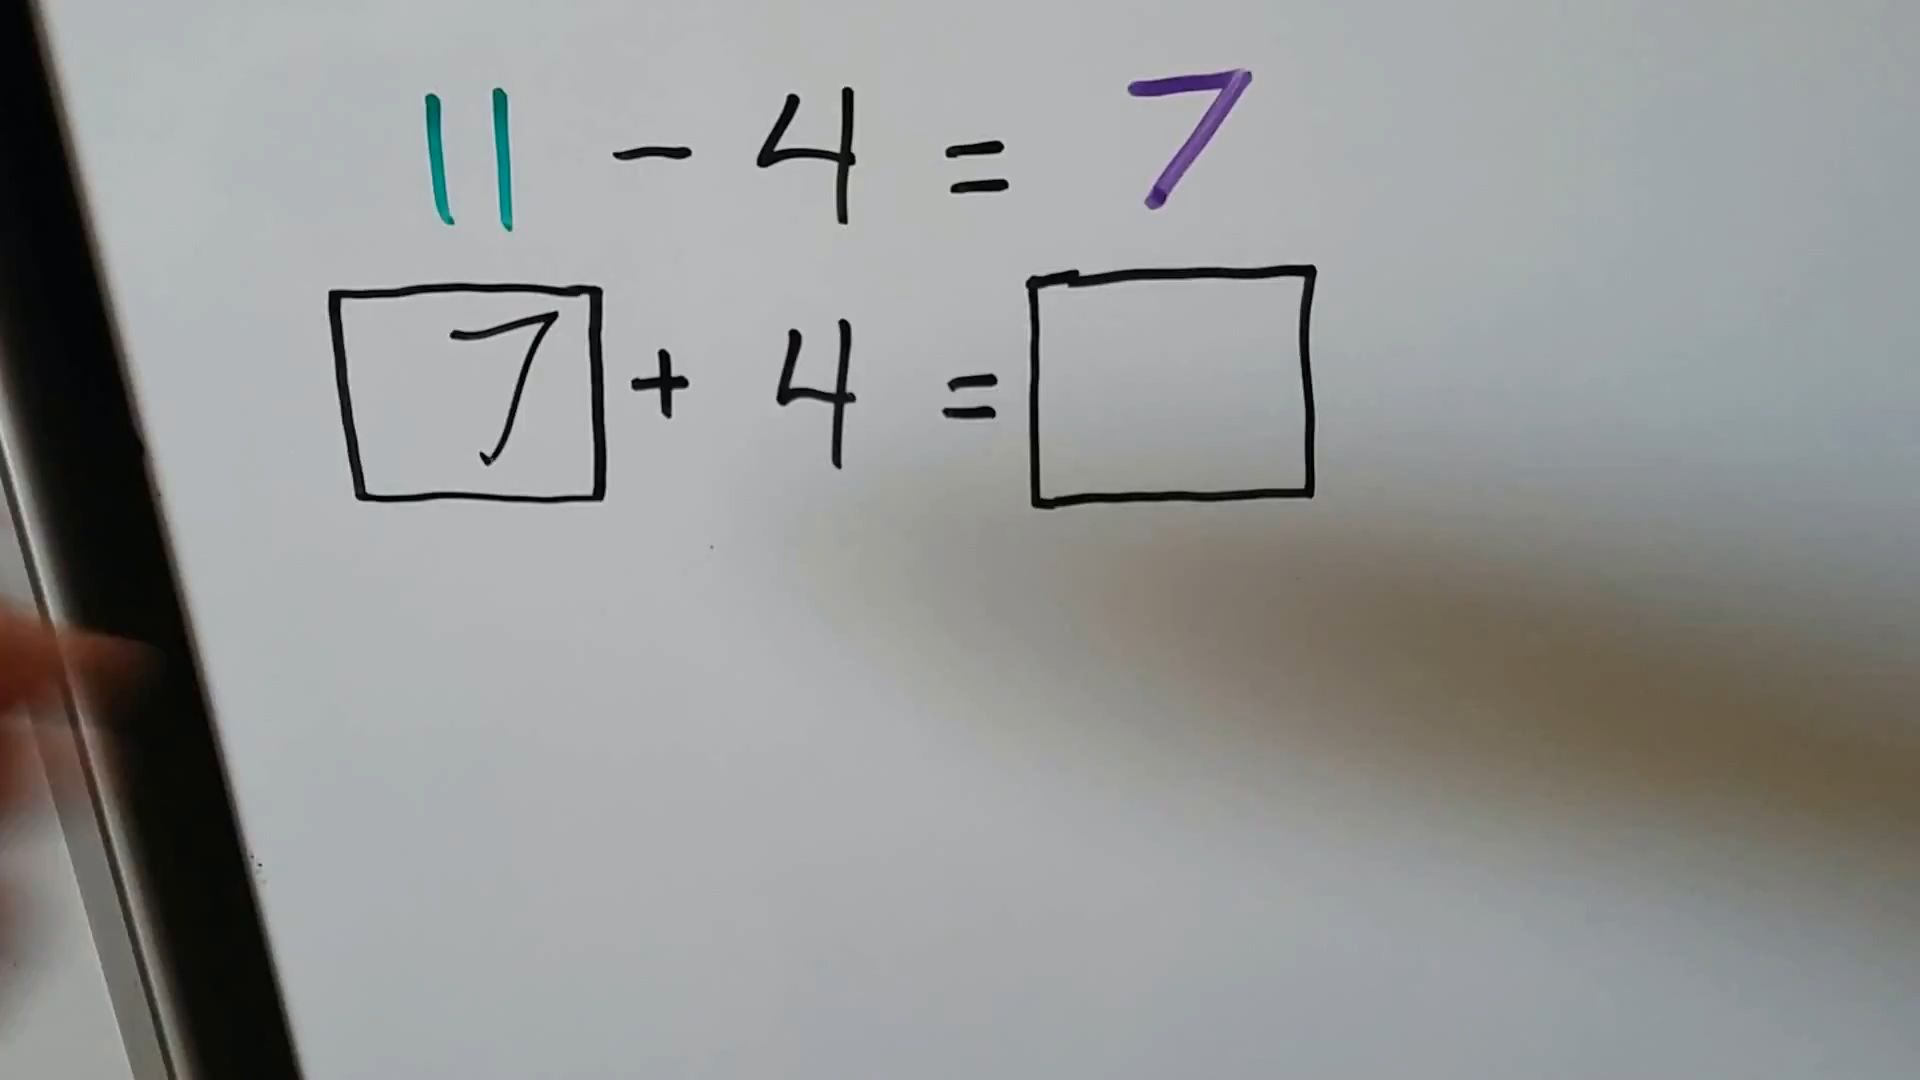 11 - 4 = 7
7 + 4 =